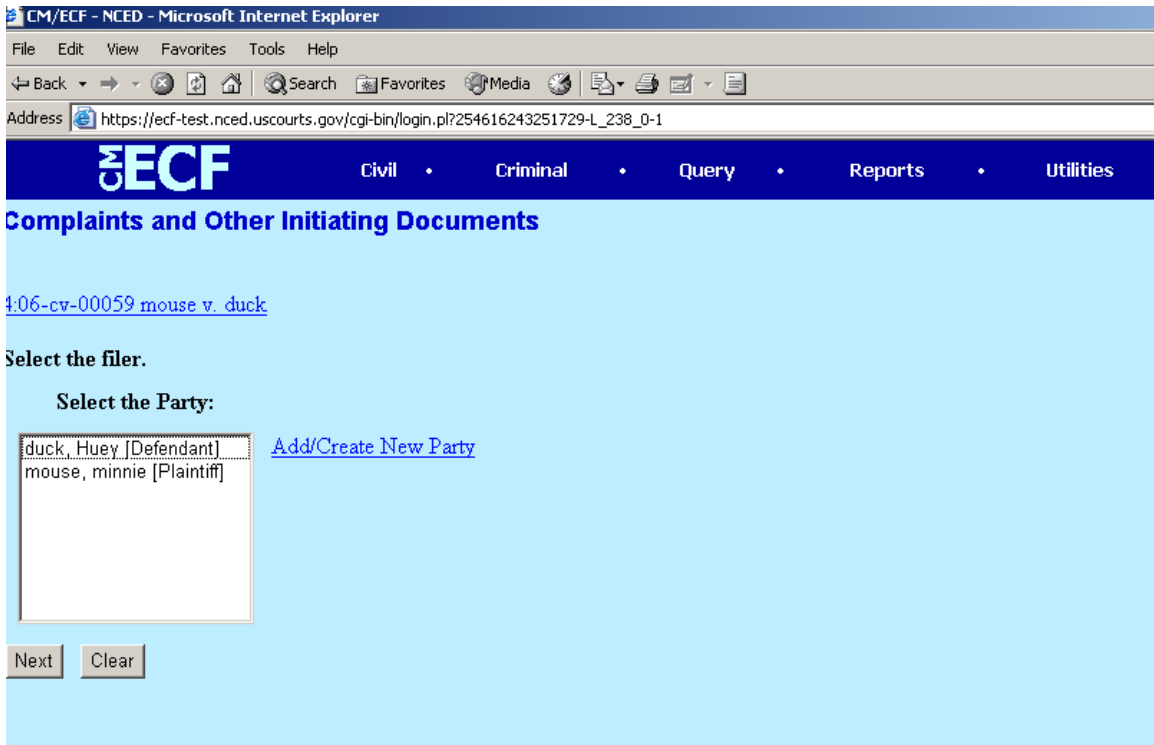 CM/ECF - NCED - Microsoft Internet Explorer
File Edit View Favorites Tools Help
Back Search Favorites Media
Address https://ecf-test.nced.uscourts.gov/cgi-bin/login.pl?254616243251729-L_238_0-1
CM ECF Civil • Criminal • Query • Reports • Utilities
Complaints and Other Initiating Documents
4:06-cv-00059 mouse v. duck
Select the filer.
Select the Party:
duck, Huey [Defendant] Add/Create New Party
mouse, minnie [Plaintiff]
Next Clear